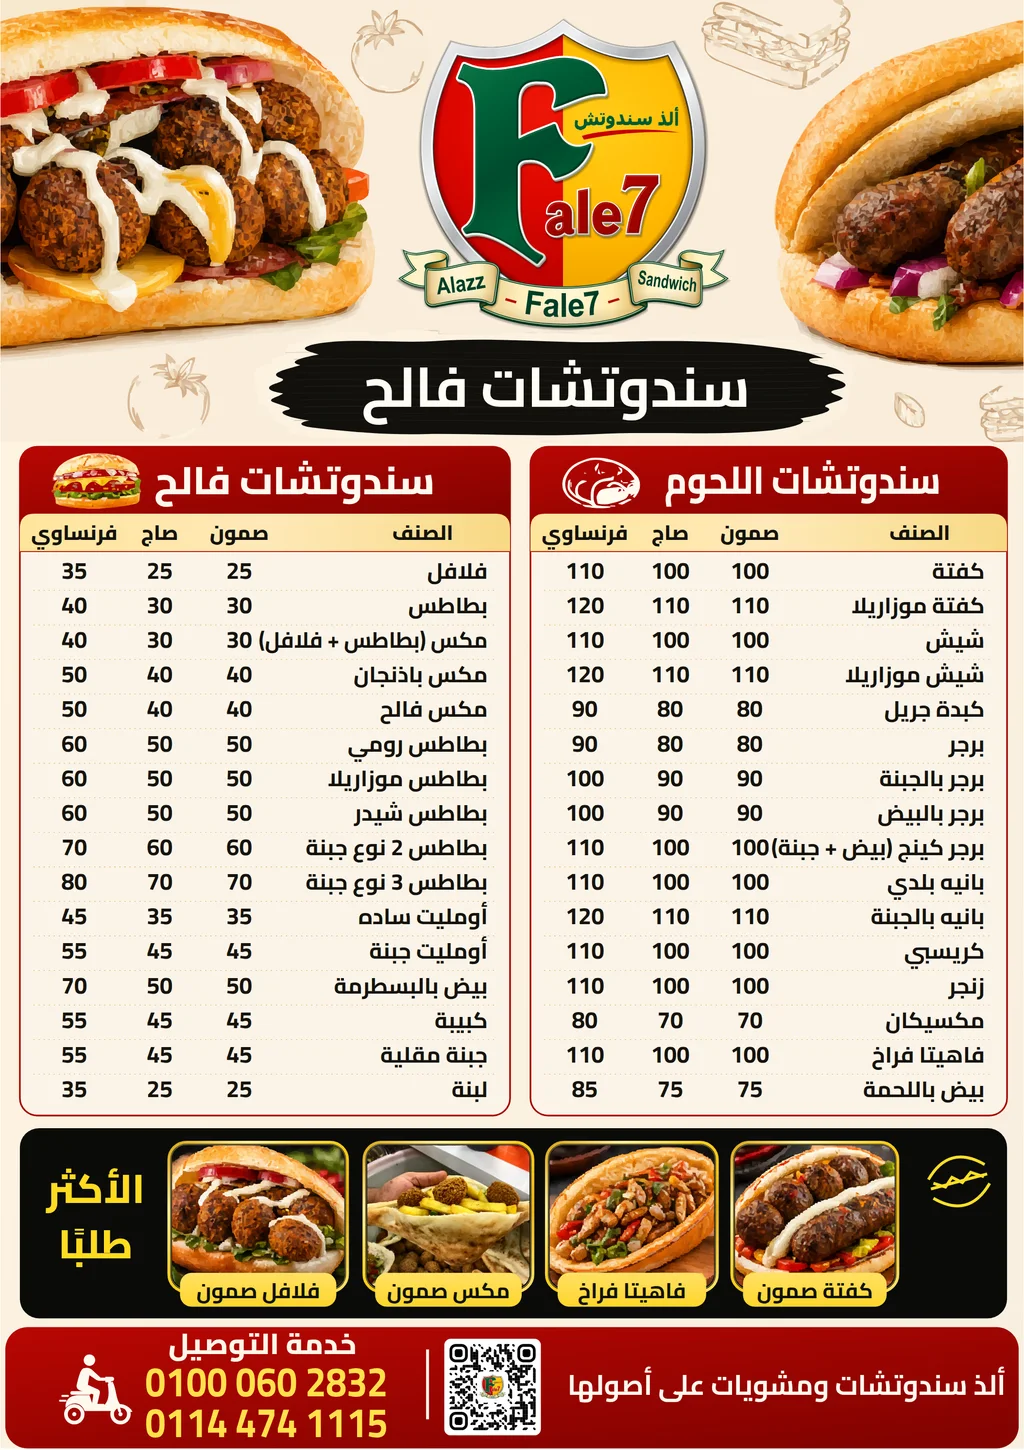 ألذ سندوتش
Fale7
Alazz
Sandwich
- Fale7 -
سندوتشات فالح
سندوتشات اللحوم
الصنف صمون صاج فرنساوي
كفتة 100 100 110
كفتة موزاريلا 110 110 120
شيش 100 100 110
شيش موزاريلا 110 110 120
كبدة جريل 80 80 90
برجر 80 80 90
برجر بالجبنة 90 90 100
برجر بالبيض 90 90 100
برجر كينج (بيض + جبنة) 100 100 110
بانيه بلدي 100 100 110
بانيه بالجبنة 110 110 120
كريسبي 100 100 110
زنجر 100 100 110
مكسيكان 70 70 80
فاهيتا فراخ 100 100 110
بيض باللحمة 75 75 85
سندوتشات فالح
الصنف صمون صاج فرنساوي
فلافل 25 25 35
بطاطس 30 30 40
مكس (بطاطس + فلافل) 30 30 40
مكس باذنجان 40 40 50
مكس فالح 40 40 50
بطاطس رومي 50 50 60
بطاطس موزاريلا 50 50 60
بطاطس شيدر 50 50 60
بطاطس 2 نوع جبنة 60 60 70
بطاطس 3 نوع جبنة 70 70 80
أومليت ساده 35 35 45
أومليت جبنة 45 45 55
بيض بالبسطرمة 50 50 70
كبيبة 45 45 55
جبنة مقلية 45 45 55
لبنة 25 25 35
كفتة صمون
فاهيتا فراخ
مكس صمون
فلافل صمون
الأكثر
طلبًا
ألذ سندوتشات ومشويات على أصولها
خدمة التوصيل
0100 060 2832
0114 474 1115